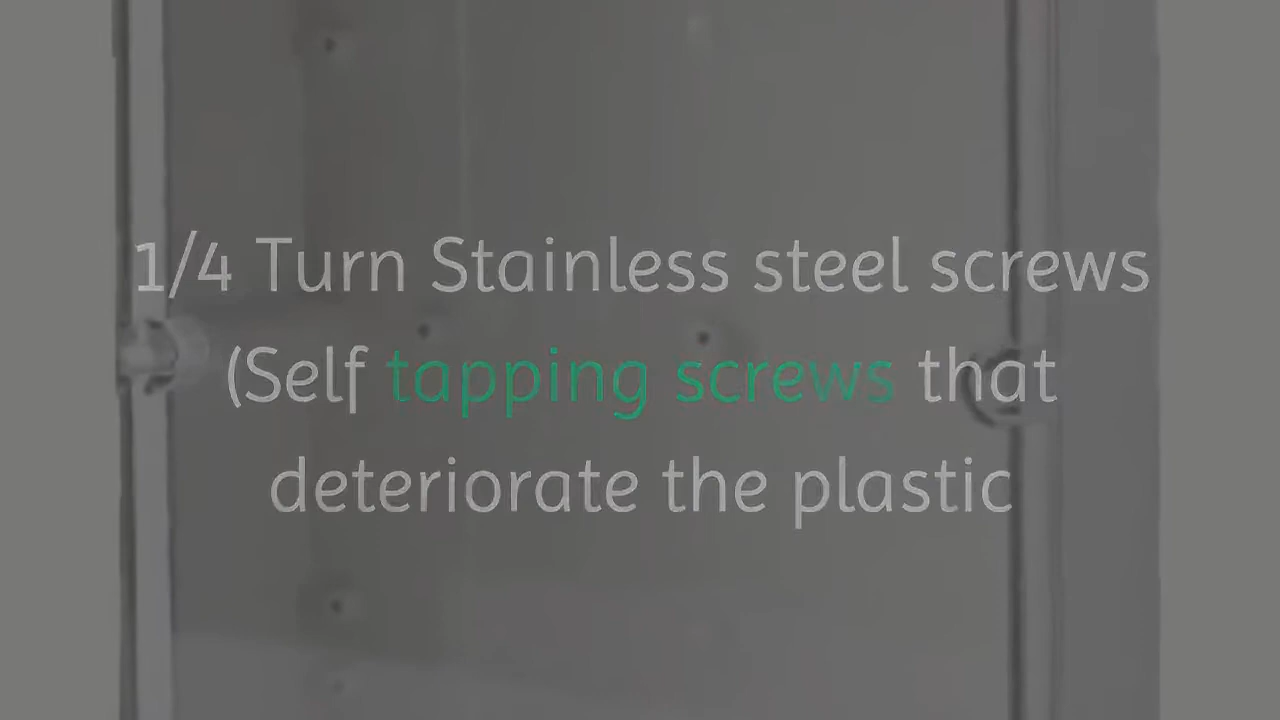 1/4 Turn Stainless steel screws
(Self tapping screws that
deteriorate the plastic